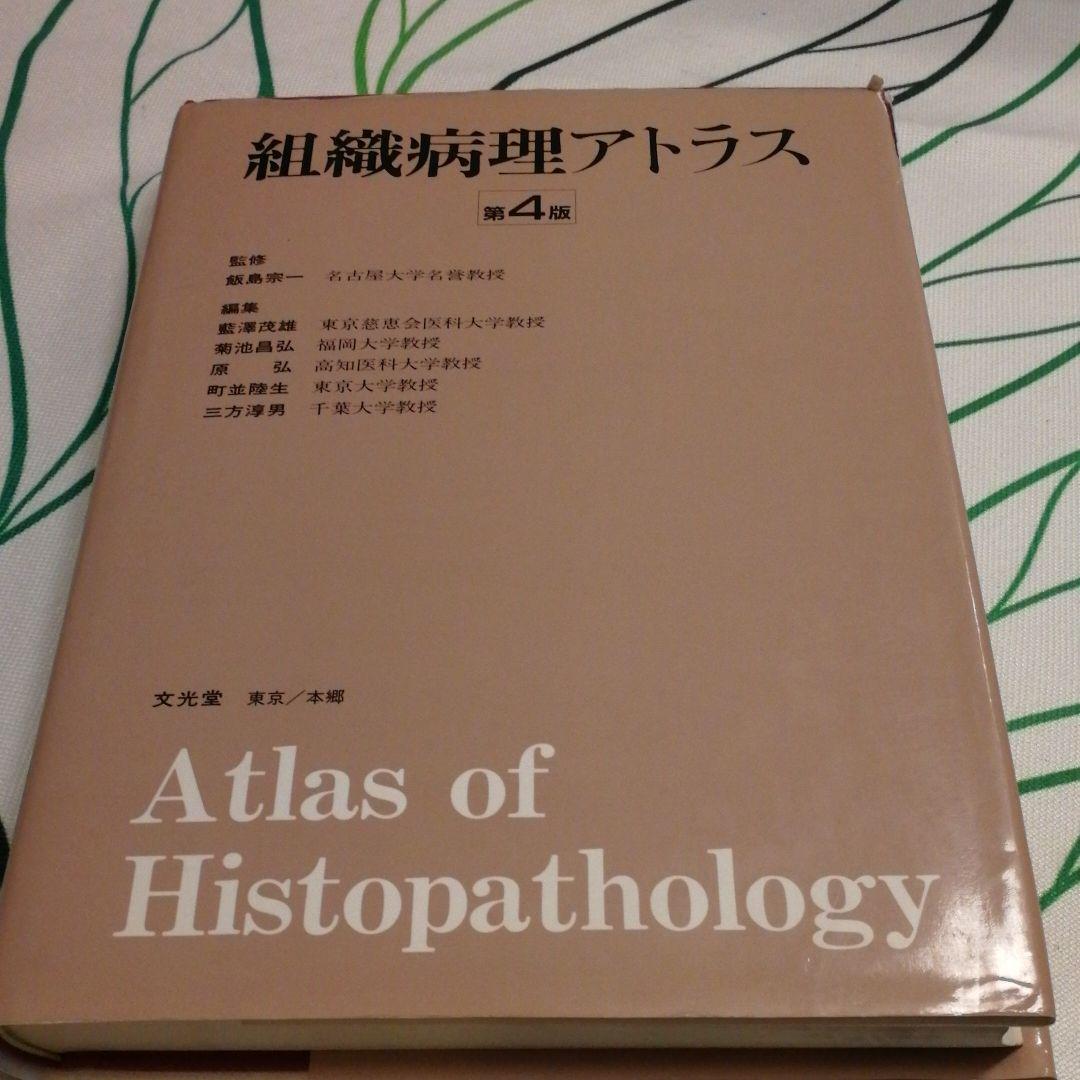 組織病理アトラス
第4版
監修
飯島宗一 名古屋大学名誉教授
編集
藍澤茂雄 東京慈恵会医科大学教授
菊池昌弘 福岡大学教授
原 弘 高知医科大学教授
町並陸生 東京大学教授
三方淳男 千葉大学教授
文光堂 東京/本郷
Atlas of
Histopathology